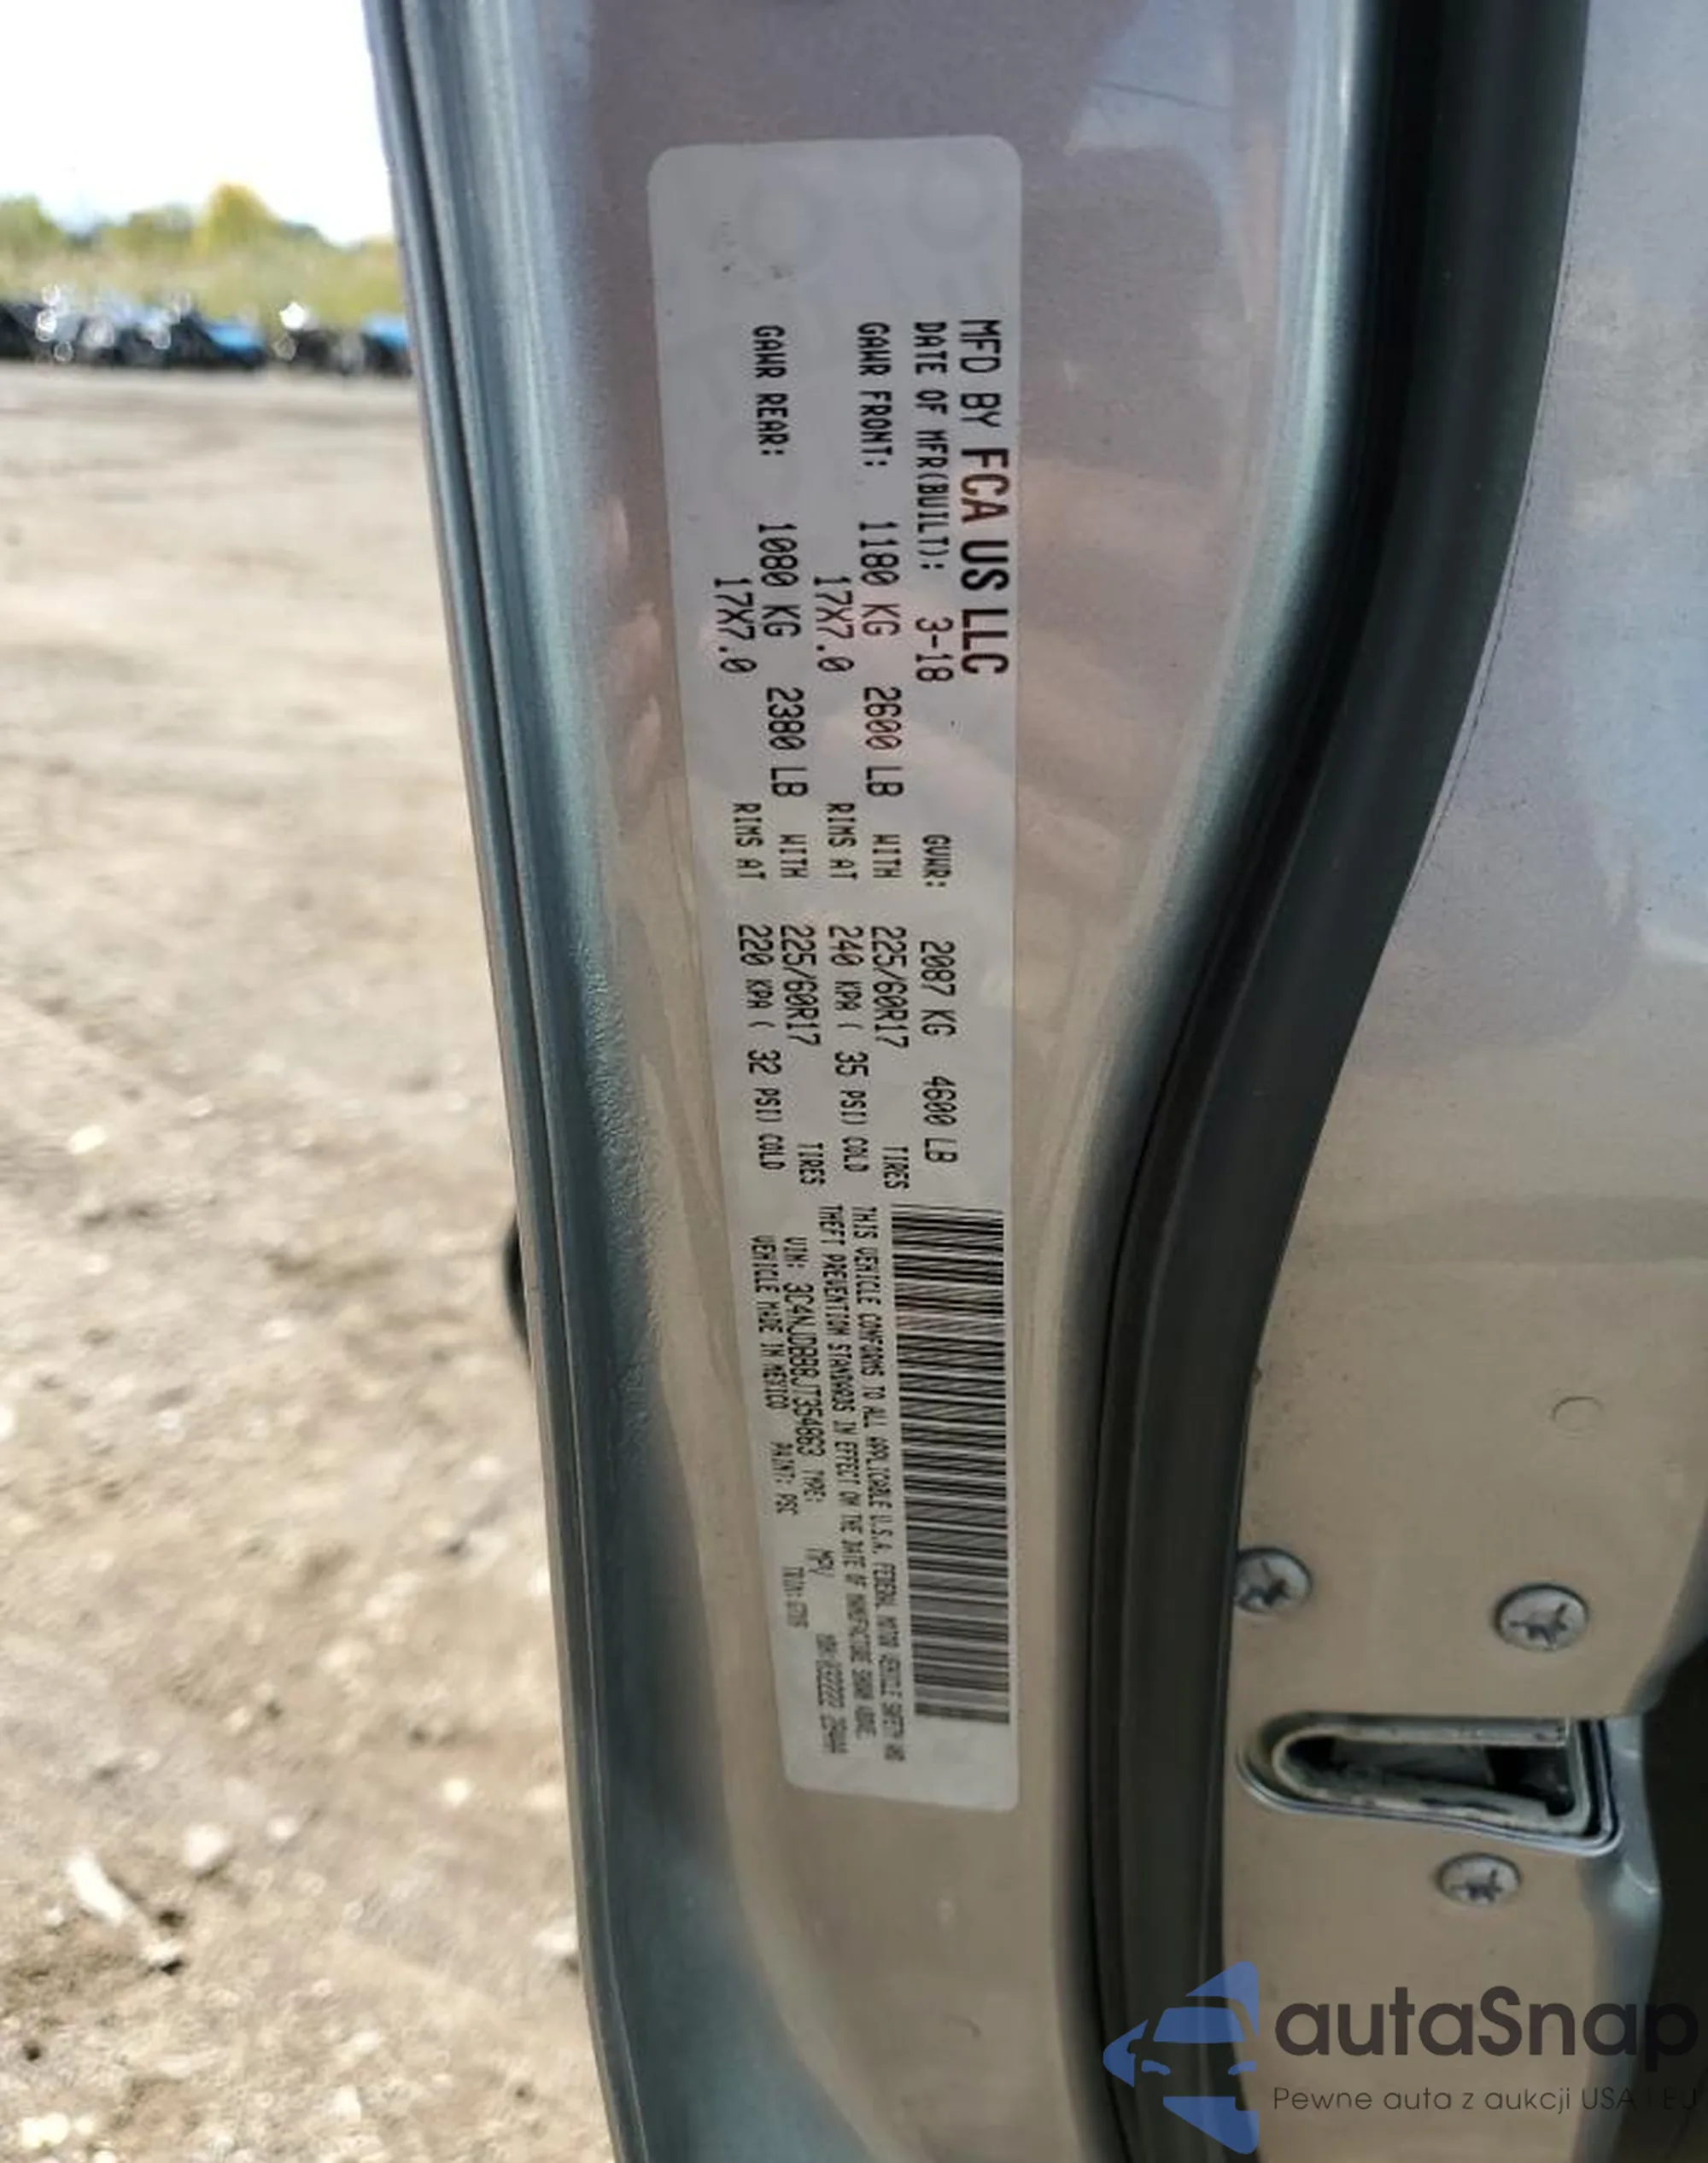 MFD BY FCA US LLC
DATE OF MFR(BUILT): 3-18 GVWR: 2087 KG 4600 LB
GAWR FRONT: 1180 KG 2600 LB WITH 225/60R17 TIRES
17X7.0 RIMS AT 240 KPA ( 35 PSI) COLD
GAWR REAR: 1080 KG 2380 LB WITH 225/60R17 TIRES
17X7.0 RIMS AT 220 KPA ( 32 PSI) COLD
THIS VEHICLE CONFORMS TO ALL APPLICABLE U.S.A. FEDERAL MOTOR VEHICLE SAFETY AND
THEFT PREVENTION STANDARDS IN EFFECT ON THE DATE OF MANUFACTURE SHOWN ABOVE.
VIN: 3C4NJDBB8JT354663 TYPE: MPV
VEHICLE MADE IN MEXICO PAINT: PSC TRIM:
autaSnap
Pewne auta z aukcji USA i EU